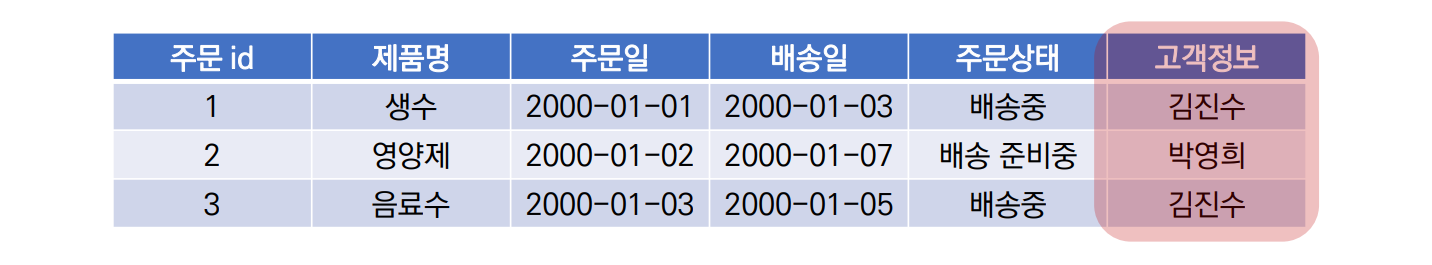 주문 id 제품명 주문일 배송일 주문상태 고객정보
1 생수 2000-01-01 2000-01-03 배송중 김진수
2 영양제 2000-01-02 2000-01-07 배송 준비중 박영희
3 음료수 2000-01-03 2000-01-05 배송중 김진수